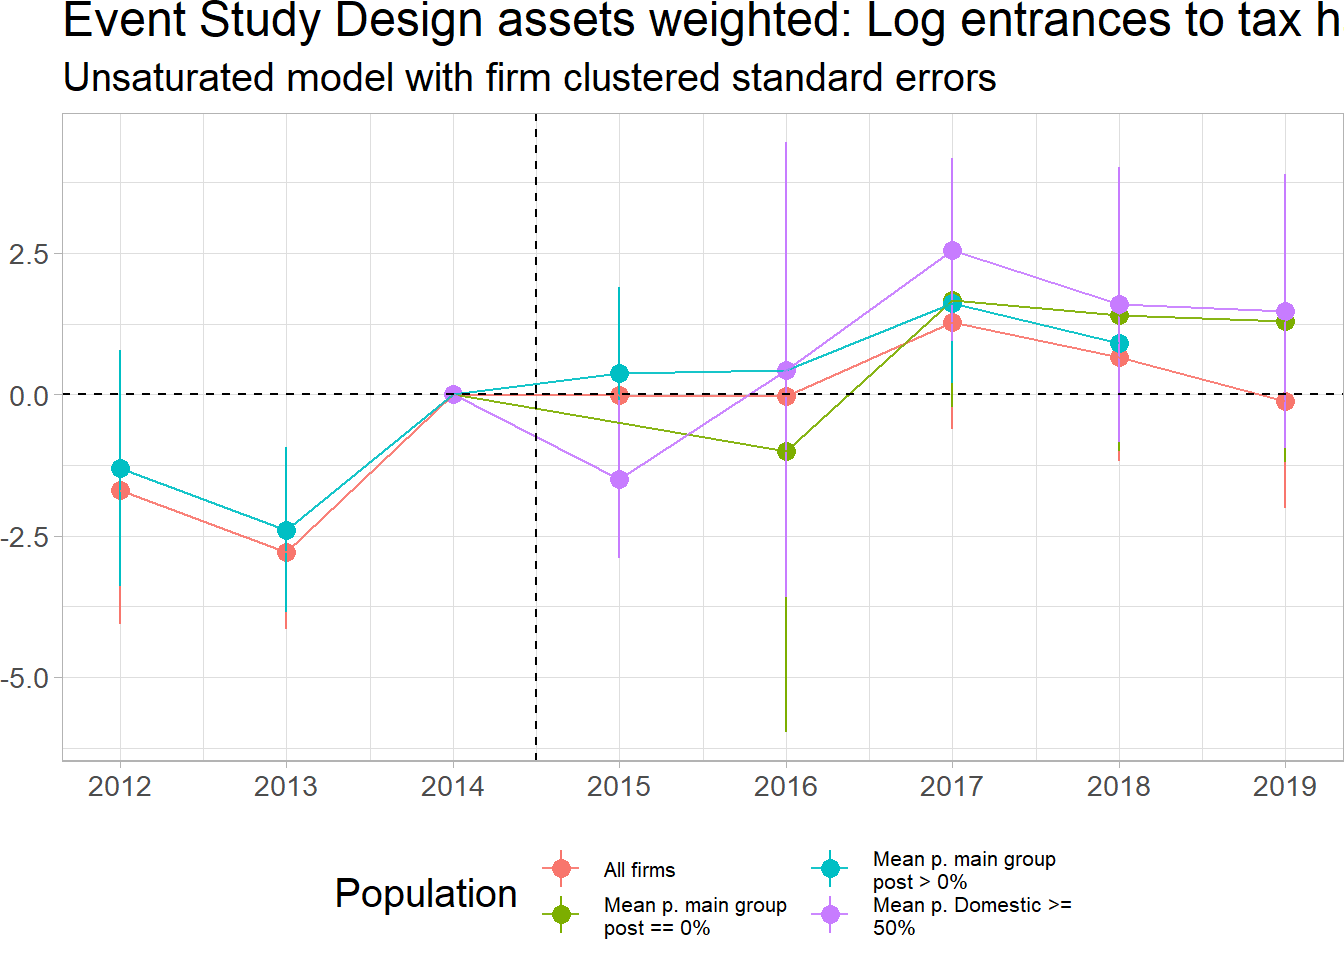 Event Study Design assets weighted: Log entrances to tax h
Unsaturated model with firm clustered standard errors
2.5
0.0
-2.5
-5.0
2012 2013 2014 2015 2016 2017 2018 2019
Population
All firms
Mean p. main group
post == 0%
Mean p. main group
post > 0%
Mean p. Domestic >=
50%